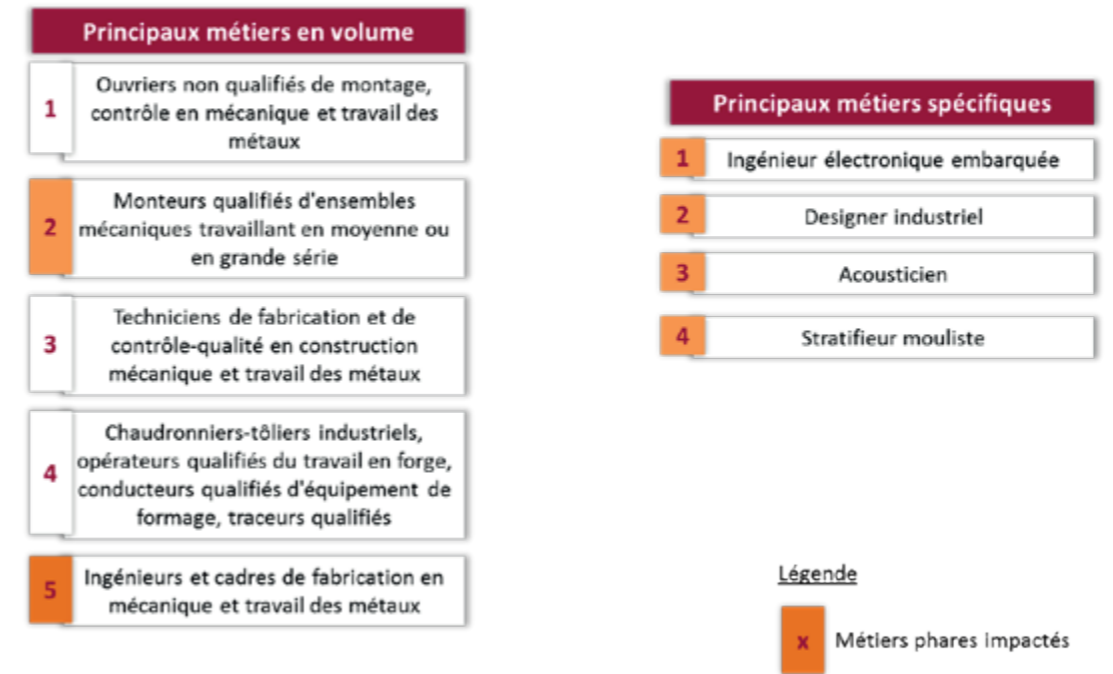 Principaux métiers en volume
1
Ouvriers non qualifiés de montage,
contrôle en mécanique et travail des
métaux
2
Monteurs qualifiés d'ensembles
mécaniques travaillant en moyenne ou
en grande série
3
Techniciens de fabrication et de
contrôle-qualité en construction
mécanique et travail des métaux
4
Chaudronniers-tôliers industriels,
opérateurs qualifiés du travail en forge,
conducteurs qualifiés d'équipement de
formage, traceurs qualifiés
5
Ingénieurs et cadres de fabrication en
mécanique et travail des métaux
Principaux métiers spécifiques
1 Ingénieur électronique embarquée
2 Designer industriel
3 Acousticien
4 Stratifieur mouliste
Légende
x Métiers phares impactés